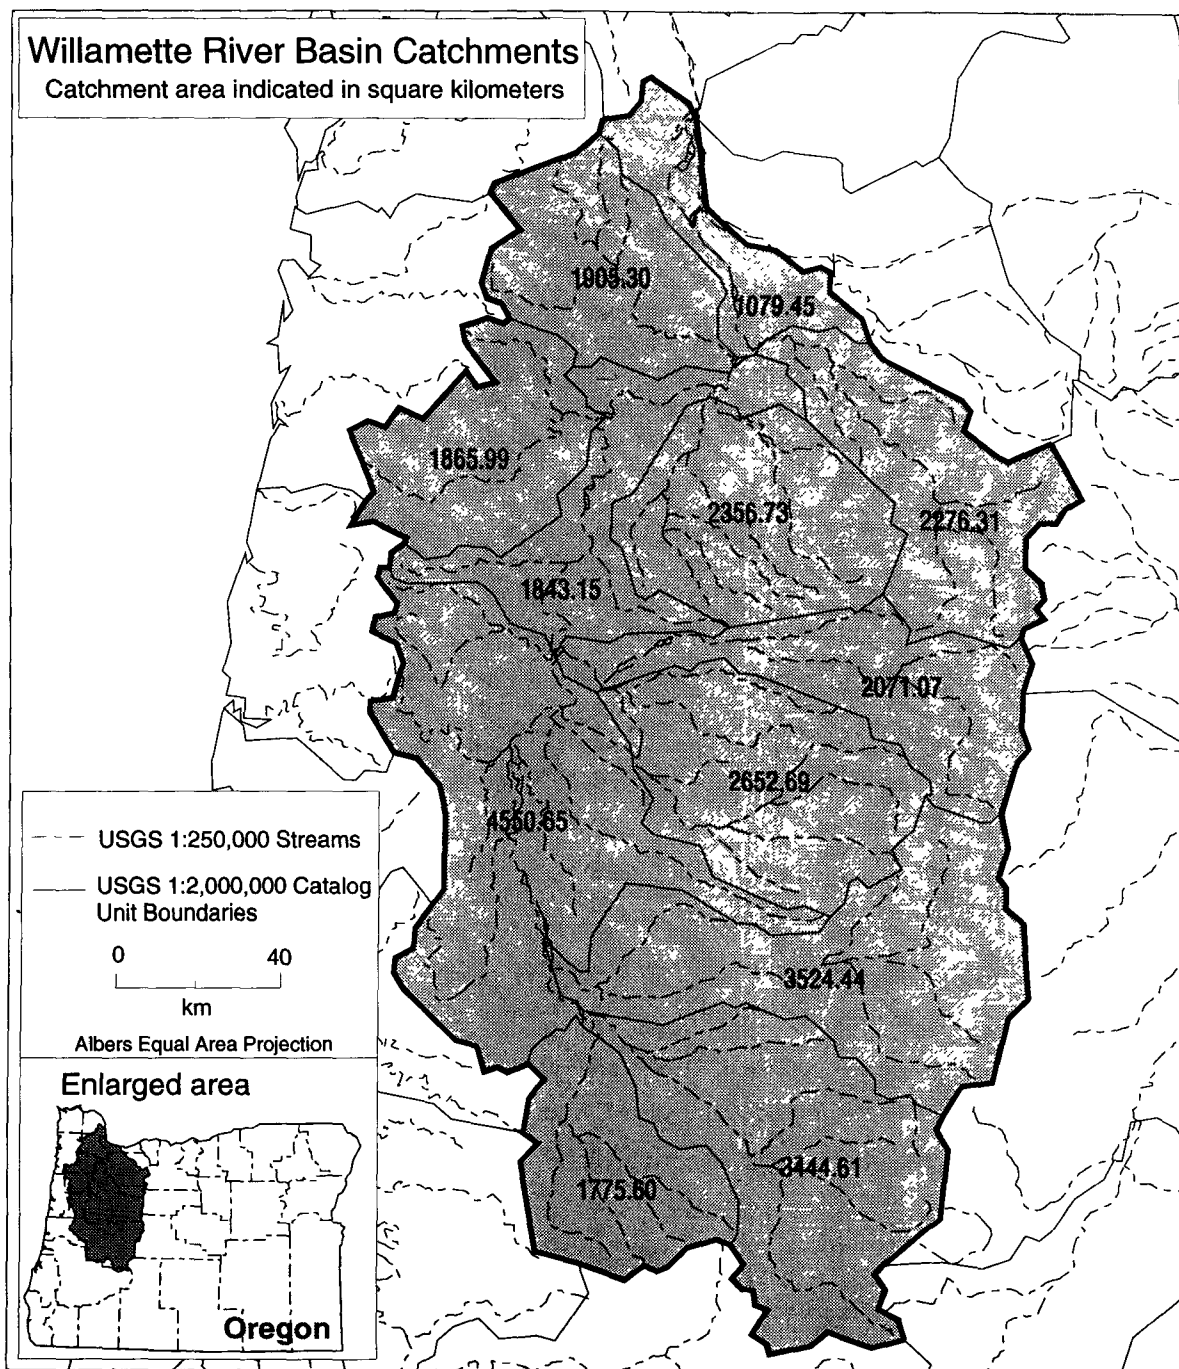 Willamette River Basin Catchments
Catchment area indicated in square kilometers
1909.30
1079.45
1865.99
2356.73
2276.31
1843.15
2071.07
2652.69
4550.65
3524.44
3444.61
1775.60
USGS 1:250,000 Streams
USGS 1:2,000,000 Catalog
Unit Boundaries
0 40
km
Albers Equal Area Projection
Enlarged area
Oregon